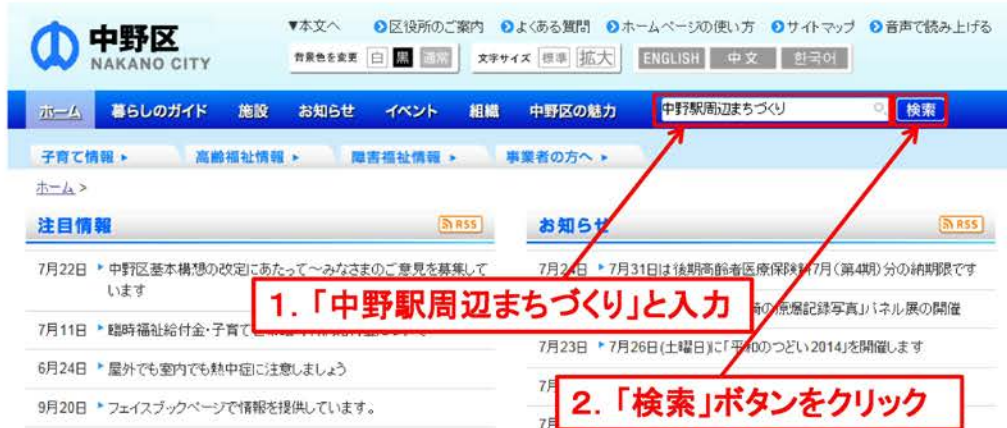 中野区
NAKANO CITY
▼本文へ 区役所のご案内 よくある質問 ホームページの使い方 サイトマップ 音声で読み上げる
背景色を変更 白 黒 通常 文字サイズ 標準 拡大 ENGLISH 中文 한국어
ホーム 暮らしのガイド 施設 お知らせ イベント 組織 中野区の魅力 中野駅周辺まちづくり 検索
子育て情報 高齢福祉情報 障害福祉情報 事業者の方へ
ホーム >
注目情報 RSS
お知らせ RSS
7月22日 中野区基本構想の改定にあたって~みなさまのご意見を募集して
います
7月11日 臨時福祉給付金・子育て
6月24日 屋外でも室内でも熱中症に注意しましょう
9月20日 フェイスブックページで情報を提供しています。
7月24日 7月31日は後期高齢者医療保険料7月(第4期)分の納期限です
原爆記録写真」パネル展の開催
7月23日 7月26日(土曜日)に「平和のつどい2014」を開催します
7月
7月
1.「中野駅周辺まちづくり」と入力
2.「検索」ボタンをクリック